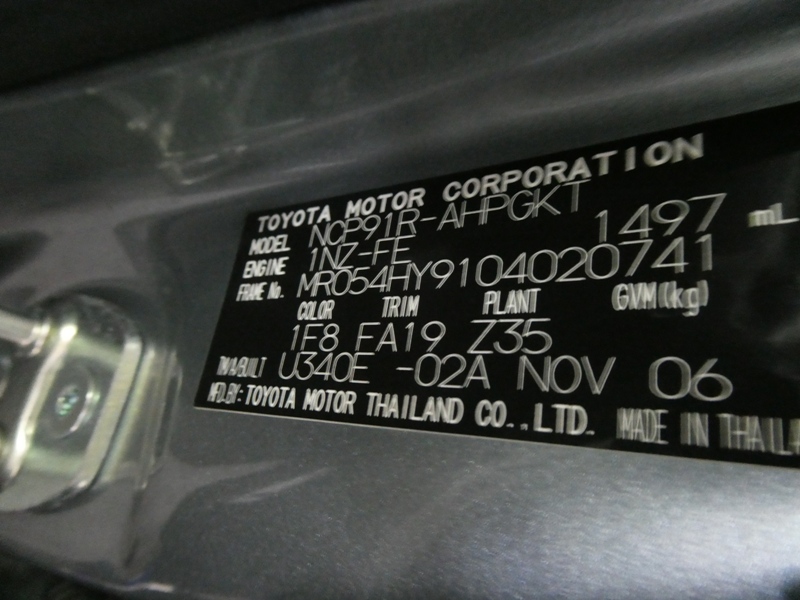 TOYOTA MOTOR CORPORATION
MODEL NCP91R-AHPGKT
ENGINE 1NZ-FE 1497 mL
FRAME No. MR054HY9104020741
COLOR TRIM PLANT GVM(kg)
1F8 FA19 Z35
T/M/A/BUILT U340E -02A NOV 06
MFD.BY: TOYOTA MOTOR THAILAND CO.,LTD. MADE IN THAILA